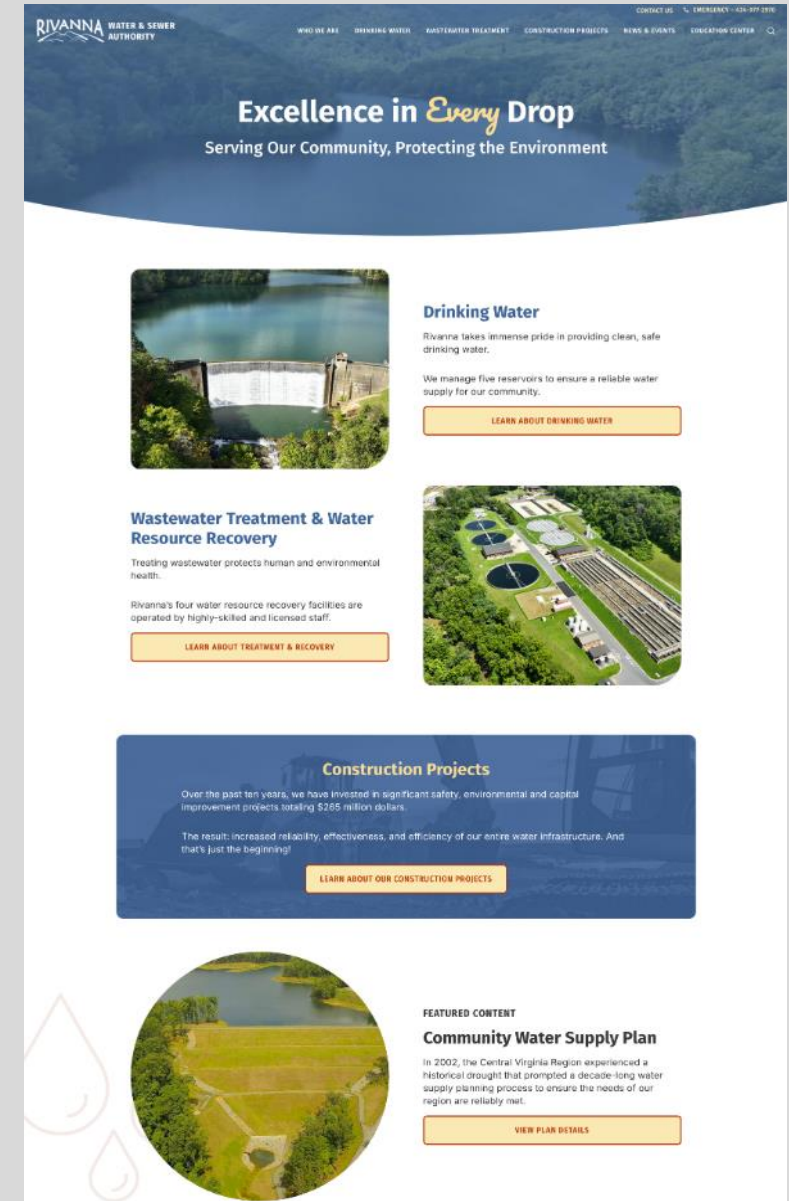 CONTACT US
EMERGENCY - 434-977-2970
RIVANNA WATER & SEWER
AUTHORITY
WHO WE ARE DRINKING WATER WASTEWATER TREATMENT CONSTRUCTION PROJECTS NEWS & EVENTS EDUCATION CENTER
Excellence in Every Drop
Serving Our Community, Protecting the Environment
Drinking Water
Rivanna takes immense pride in providing clean, safe
drinking water.
We manage five reservoirs to ensure a reliable water
supply for our community.
LEARN ABOUT DRINKING WATER
Wastewater Treatment & Water
Resource Recovery
Treating wastewater protects human and environmental
health.
Rivanna's four water resource recovery facilities are
operated by highly-skilled and licensed staff.
LEARN ABOUT TREATMENT & RECOVERY
Construction Projects
Over the past ten years, we have invested in significant safety, environmental and capital
improvement projects totaling $265 million dollars.
The result: increased reliability, effectiveness, and efficiency of our entire water infrastructure. And
that's just the beginning!
LEARN ABOUT OUR CONSTRUCTION PROJECTS
FEATURED CONTENT
Community Water Supply Plan
In 2002, the Central Virginia Region experienced a
historical drought that prompted a decade-long water
supply planning process to ensure the needs of our
region are reliably met.
VIEW PLAN DETAILS